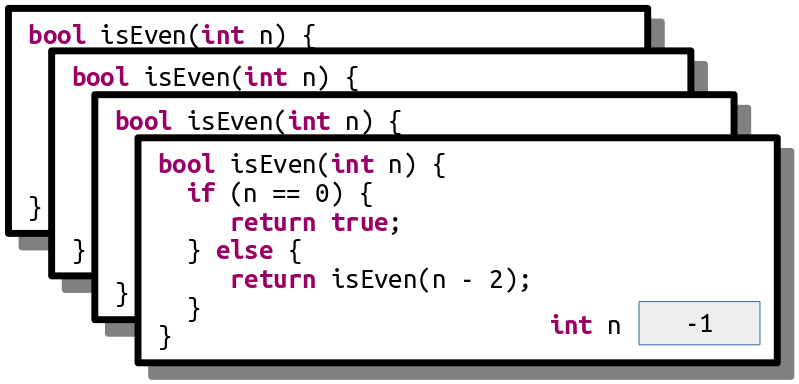 bool isEven(int n) {
bool isEven(int n) {
bool isEven(int n) {
bool isEven(int n) {
if (n == 0) {
return true;
} else {
return isEven(n - 2);
}
}
int n -1
}
}
}